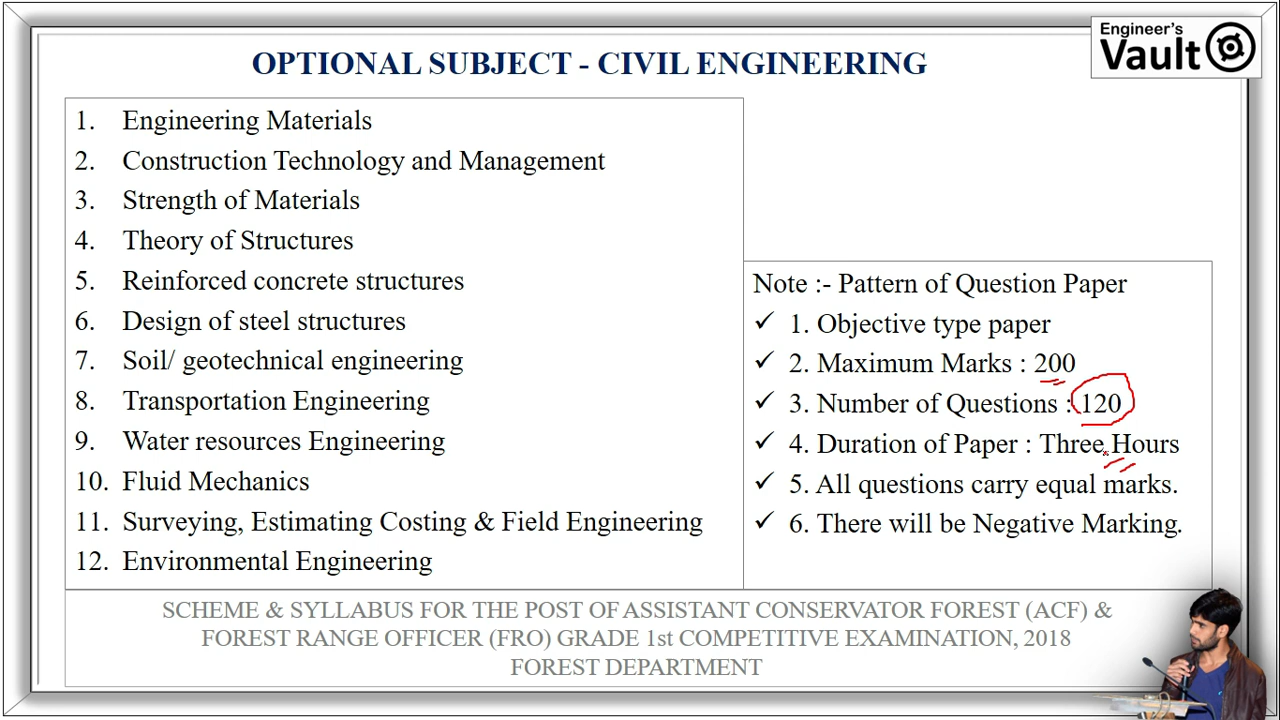 Engineer's
Vault
OPTIONAL SUBJECT - CIVIL ENGINEERING
1. Engineering Materials
2. Construction Technology and Management
3. Strength of Materials
4. Theory of Structures
5. Reinforced concrete structures
6. Design of steel structures
7. Soil/ geotechnical engineering
8. Transportation Engineering
9. Water resources Engineering
10. Fluid Mechanics
11. Surveying, Estimating Costing & Field Engineering
12. Environmental Engineering
Note :- Pattern of Question Paper
✓ 1. Objective type paper
✓ 2. Maximum Marks : 200
✓ 3. Number of Questions : 120
✓ 4. Duration of Paper : Three Hours
✓ 5. All questions carry equal marks.
✓ 6. There will be Negative Marking.
SCHEME & SYLLABUS FOR THE POST OF ASSISTANT CONSERVATOR FOREST (ACF) &
FOREST RANGE OFFICER (FRO) GRADE 1st COMPETITIVE EXAMINATION, 2018
FOREST DEPARTMENT